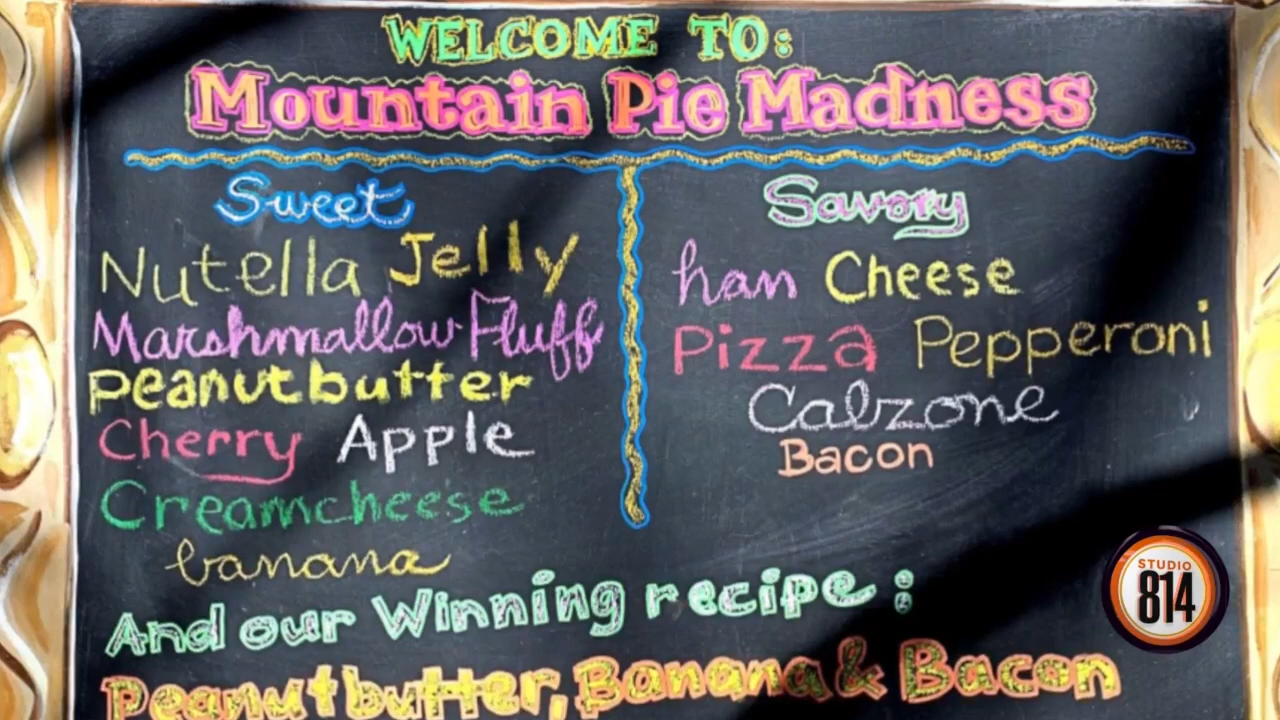 WELCOME TO:
Mountain Pie Madness
Sweet
Nutella Jelly
Marshmallow Fluff
Peanutbutter
Cherry Apple
Creamcheese
banana
Savory
han Cheese
Pizza Pepperoni
Calzone
Bacon
And our Winning recipe:
Peanutbutter, Banana & Bacon
STUDIO
814